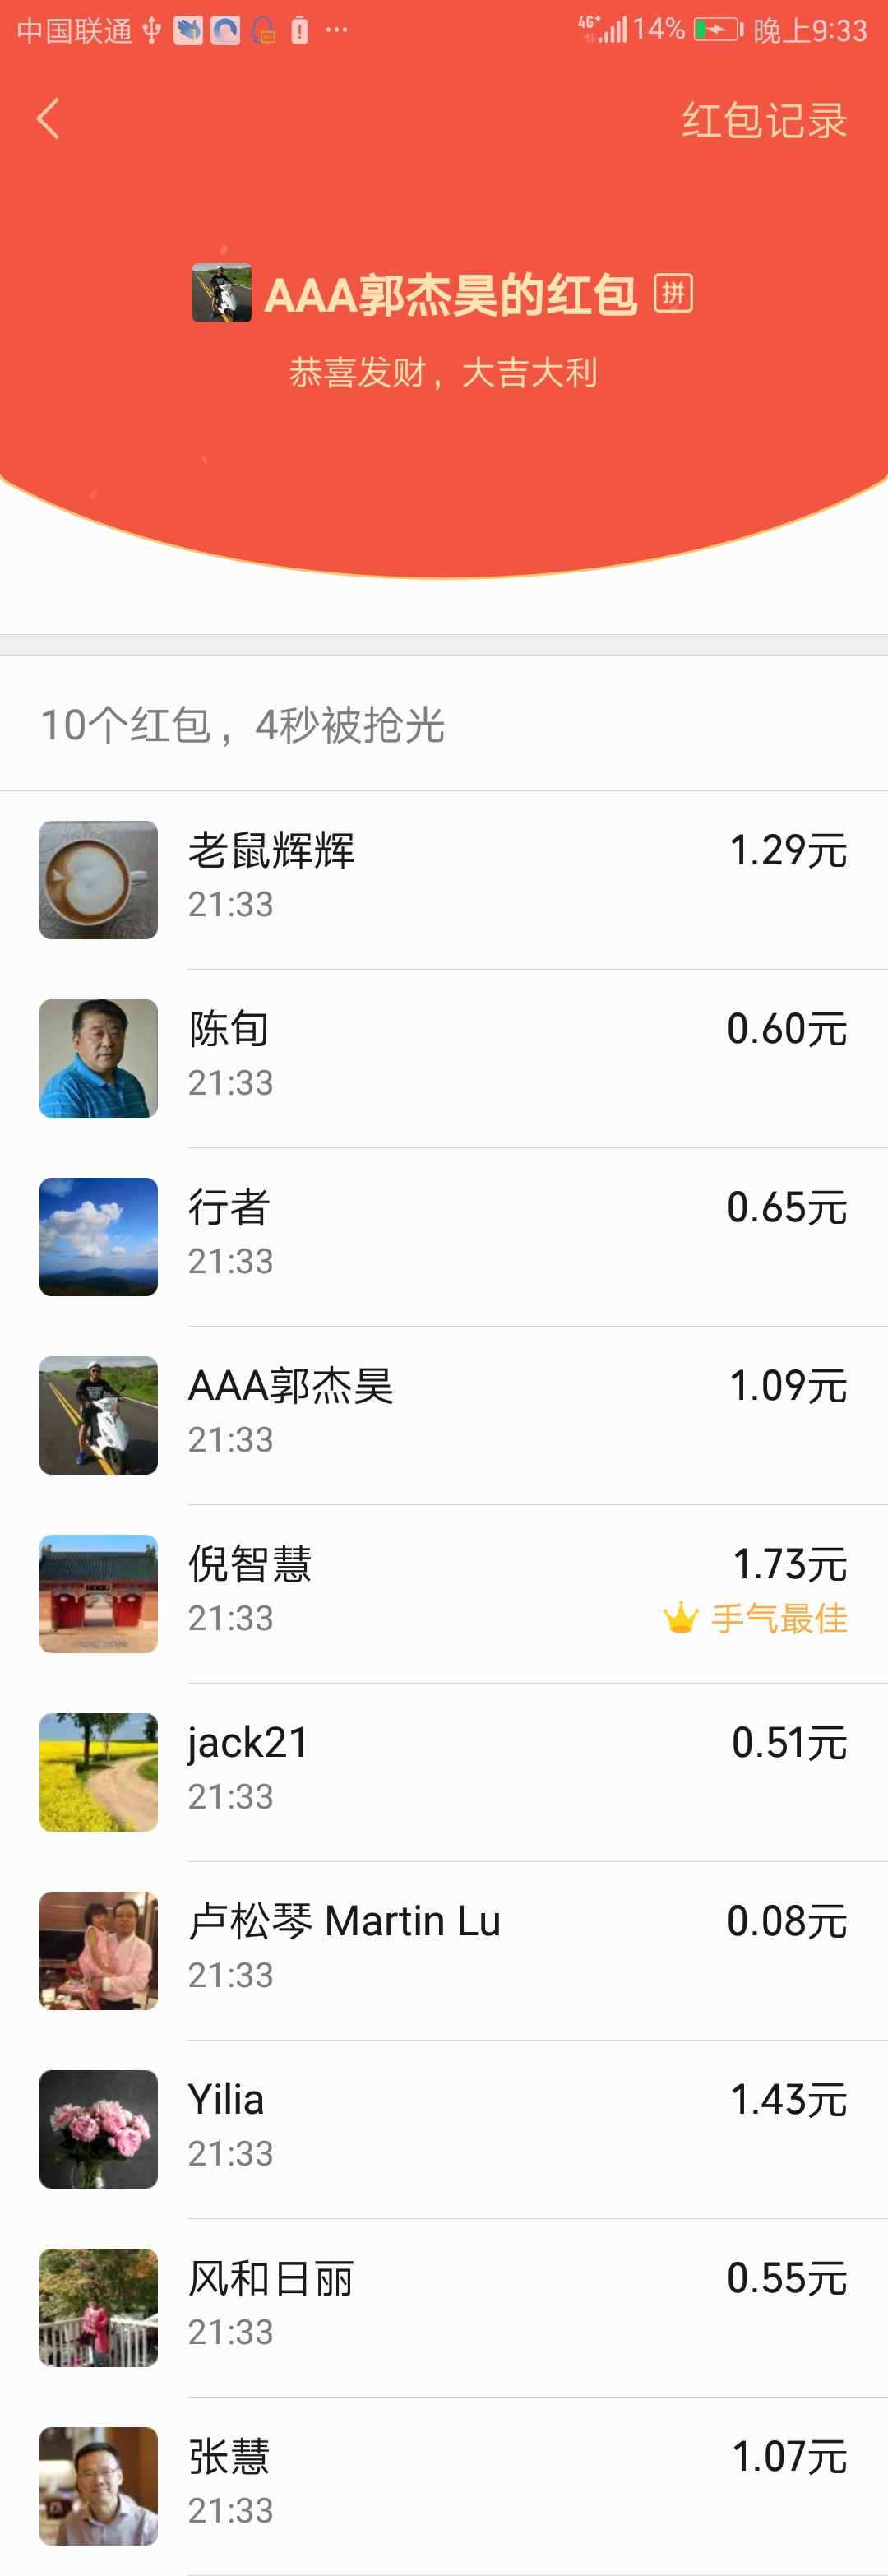 中国联通 4G+ 14% 晚上9:33
红包记录
AAA郭杰昊的红包 拼
恭喜发财，大吉大利
10个红包，4秒被抢光
老鼠辉辉 1.29元
21:33
陈旬 0.60元
21:33
行者 0.65元
21:33
AAA郭杰昊 1.09元
21:33
倪智慧 1.73元
21:33 手气最佳
jack21 0.51元
21:33
卢松琴 Martin Lu 0.08元
21:33
Yilia 1.43元
21:33
风和日丽 0.55元
21:33
张慧 1.07元
21:33